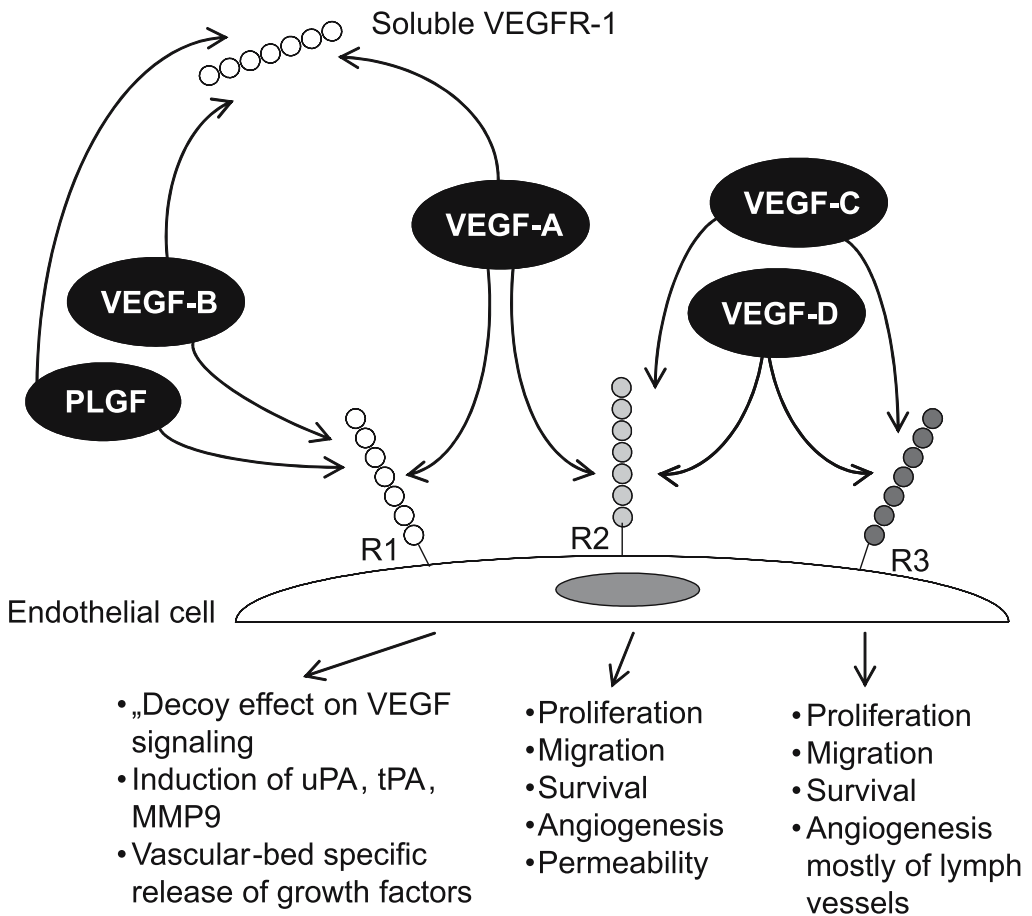 Soluble VEGFR-1
VEGF-C
VEGF-A
VEGF-B
VEGF-D
PLGF
R1
R2
R3
Endothelial cell
•„Decoy effect on VEGF
signaling
•Induction of uPA, tPA,
MMP9
•Vascular-bed specific
release of growth factors
•Proliferation
•Migration
•Survival
•Angiogenesis
•Permeability
•Proliferation
•Migration
•Survival
•Angiogenesis
mostly of lymph
vessels